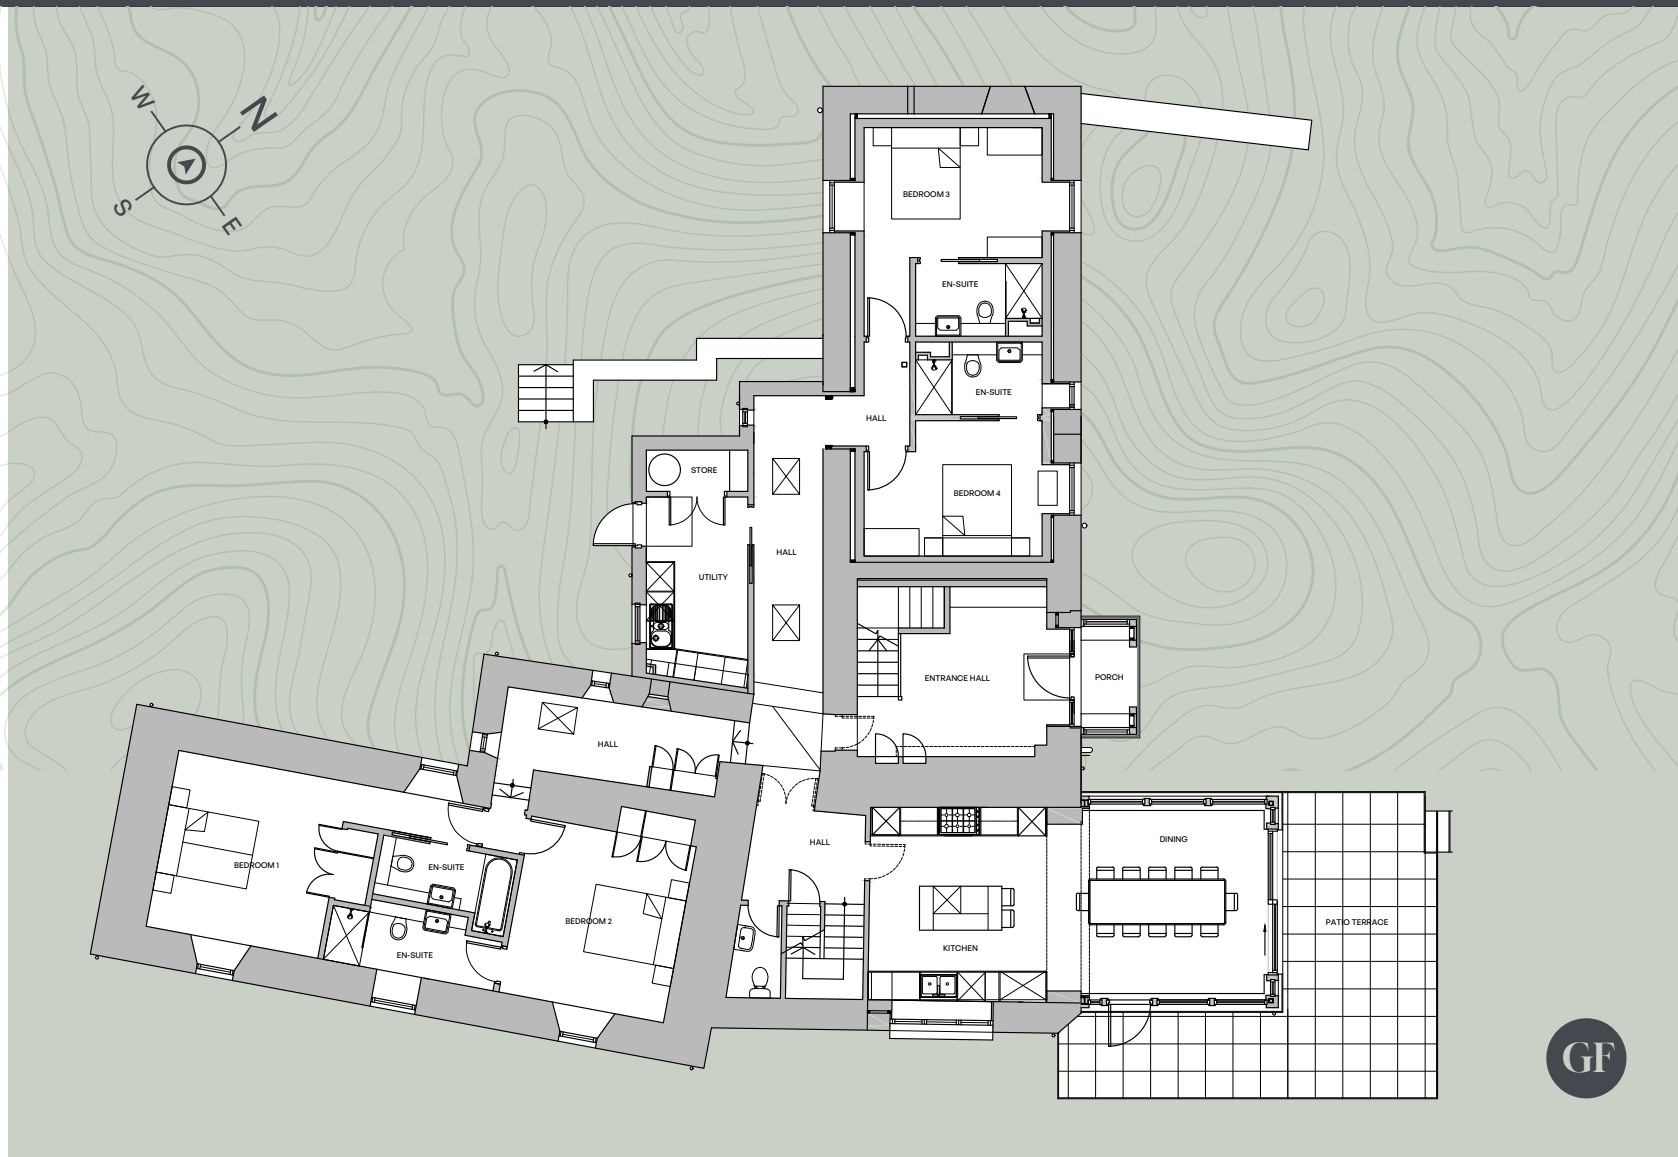 W
N
S
E
BEDROOM 3
EN-SUITE
EN-SUITE
HALL
STORE
BEDROOM 4
HALL
UTILITY
ENTRANCE HALL
PORCH
HALL
DINING
HALL
BEDROOM 1
EN-SUITE
BEDROOM 2
PATIO TERRACE
KITCHEN
EN-SUITE
GF